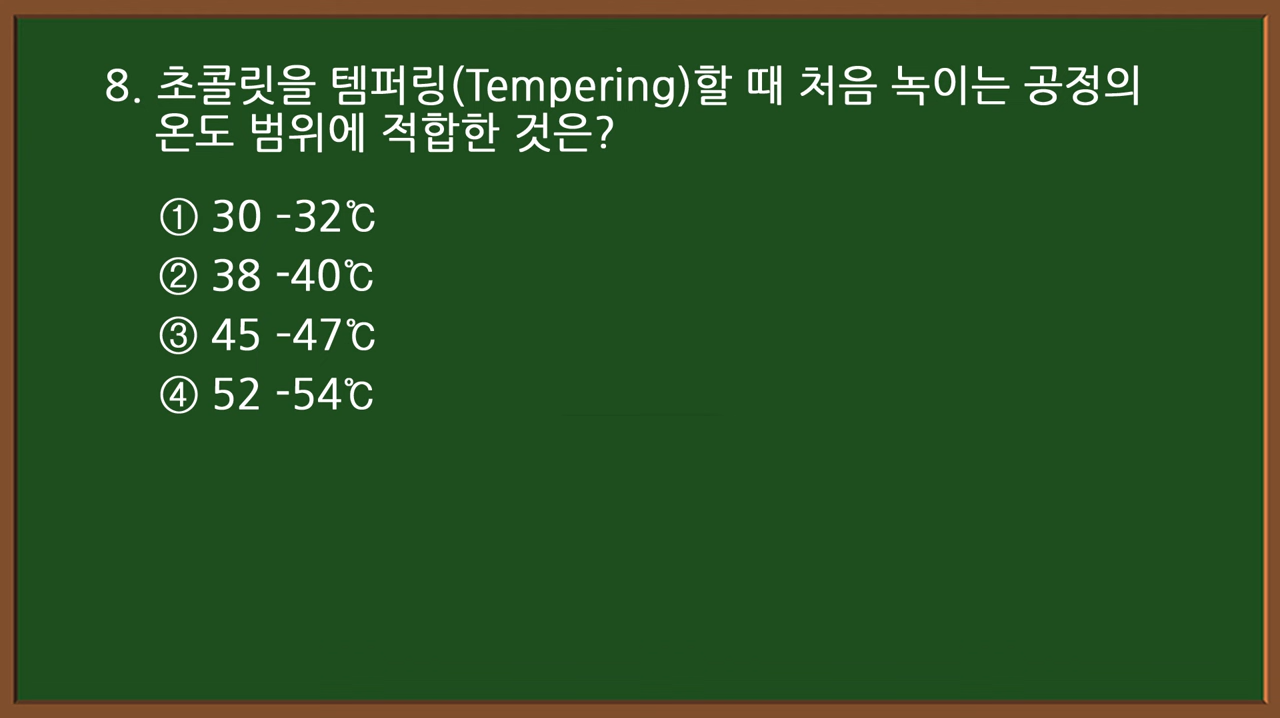 8. 초콜릿을 템퍼링(Tempering)할 때 처음 녹이는 공정의
온도 범위에 적합한 것은?
① 30 -32℃
② 38 -40℃
③ 45 -47℃
④ 52 -54℃